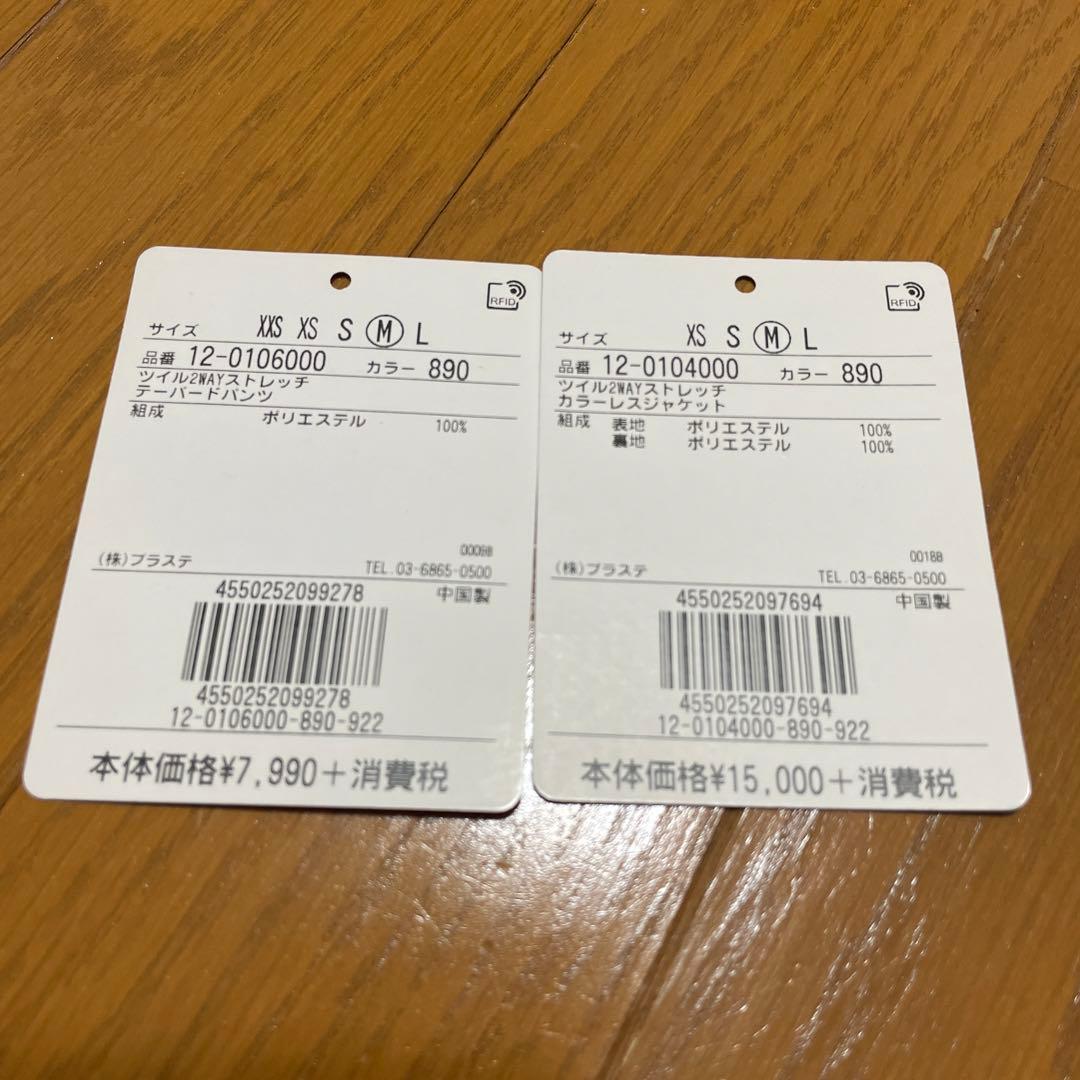 RFID
サイズ XXS XS S M L
品番 12-0106000 カラー 890
ツイル2WAYストレッチ
テーパードパンツ
組成 ポリエステル 100%
0009B
(株)プラステ TEL.03-6865-0500
4550252099278 中国製
4550252099278
12-0106000-890-922
本体価格¥7,990+消費税
RFID
サイズ XS S M L
品番 12-0104000 カラー 890
ツイル2WAYストレッチ
カラーレスジャケット
組成 表地 ポリエステル 100%
裏地 ポリエステル 100%
0018B
(株)プラステ TEL.03-6865-0500
4550252097694 中国製
4550252097694
12-0104000-890-922
本体価格¥15,000+消費税